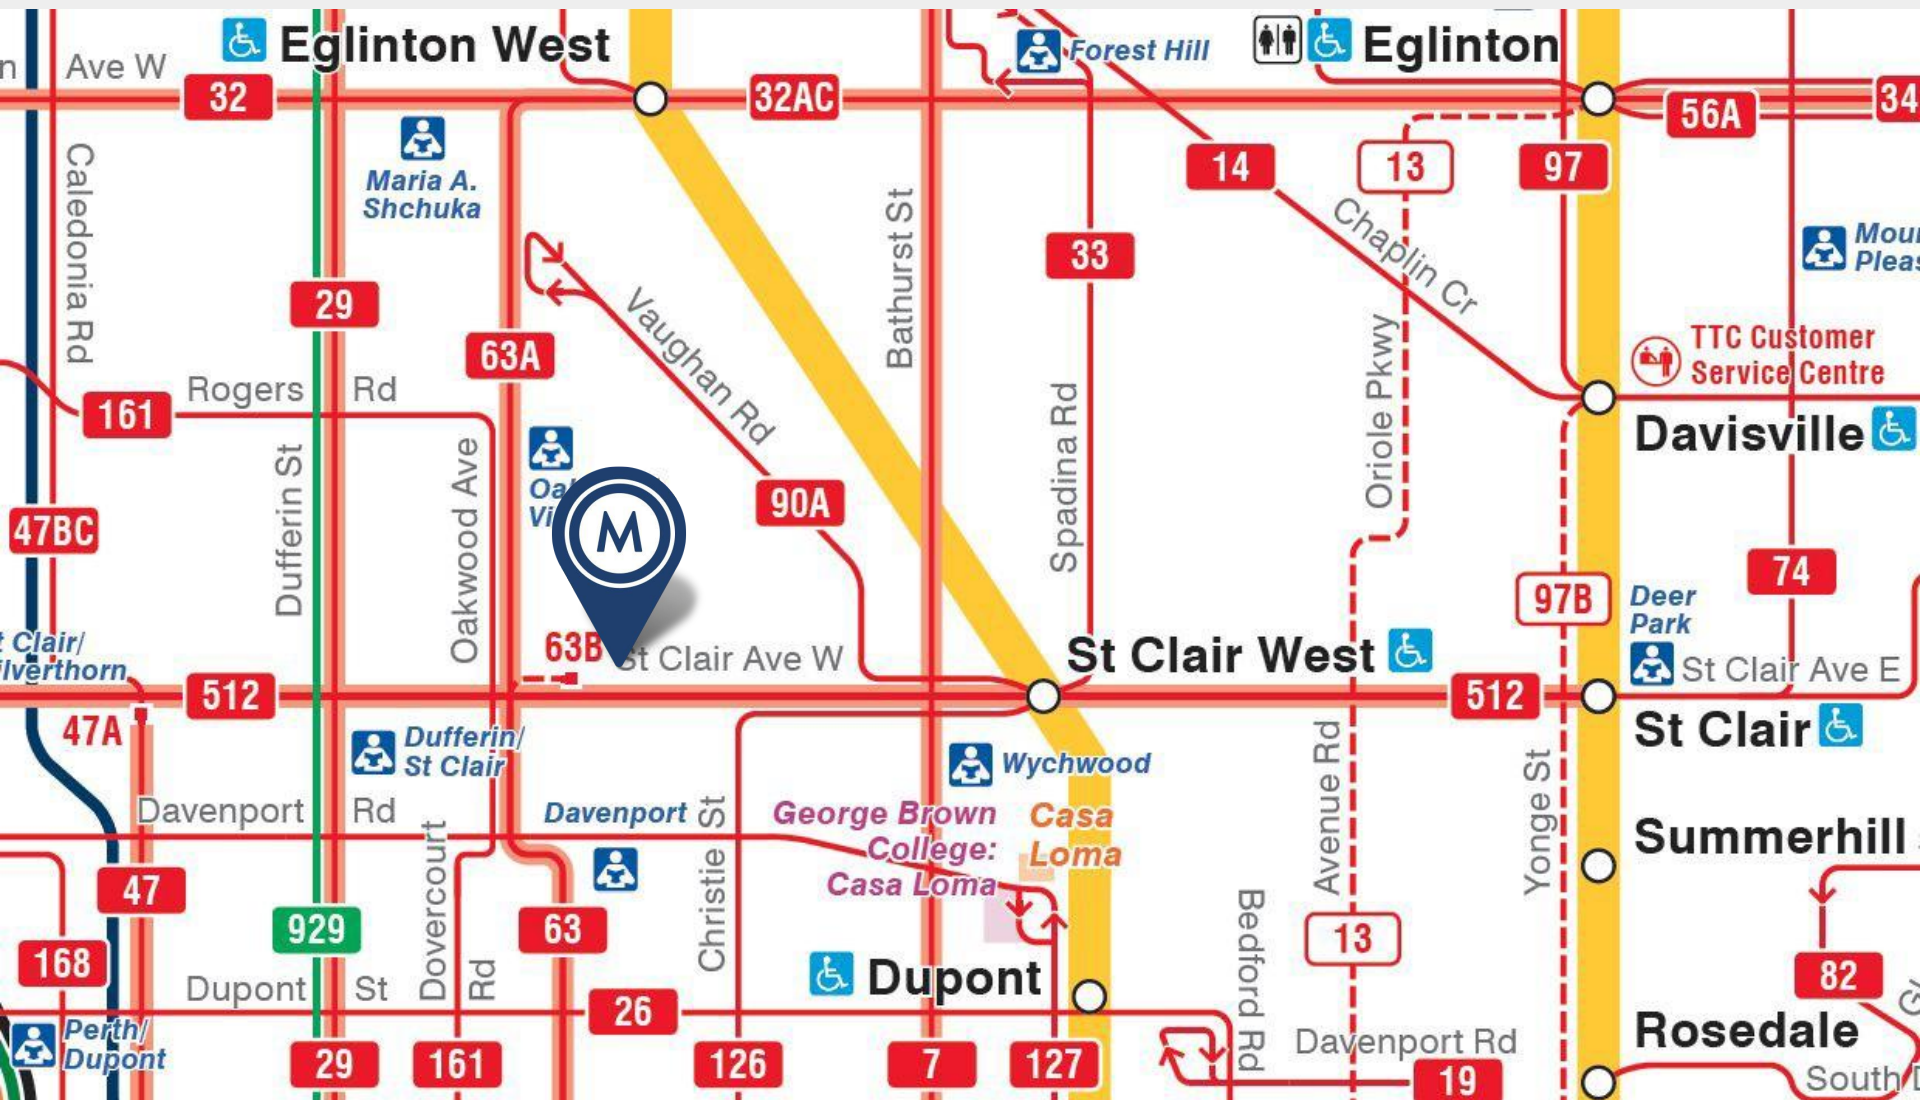 Eglinton West
Eglinton
Forest Hill
Ave W
32
32AC
56A
34
Caledonia Rd
Maria A.
Shchuka
14
13
97
Bathurst St
Chaplin Cr
33
29
Vaughan Rd
63A
Oriole Pkwy
TTC Customer
Service Centre
Rogers Rd
161
Davisville
Dufferin St
Oakwood Ave
Spadina Rd
90A
47BC
M
97B
74
Deer
Park
t Clair/
ilverthorn
63B
St Clair Ave W
St Clair West
St Clair Ave E
512
512
47A
Dufferin/
St Clair
St Clair
Wychwood
Avenue Rd
Yonge St
Davenport Rd
Davenport
Christie St
George Brown
College:
Casa Loma
Casa
Loma
Summerhill
47
929
Dovercourt
Rd
63
Bedford Rd
13
168
Dupont St
Dupont
82
26
Perth/
Dupont
Davenport Rd
Rosedale
29
161
126
7
127
19
South